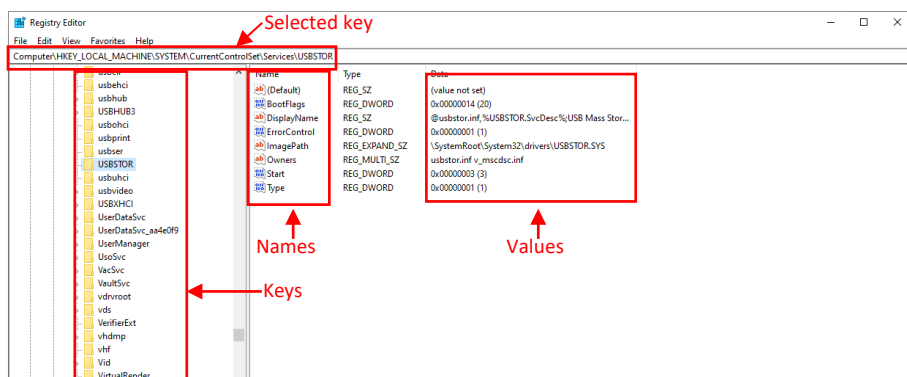 Registry Editor
Selected key
File Edit View Favorites Help
Computer\HKEY_LOCAL_MACHINE\SYSTEM\CurrentControlSet\Services\USBSTOR
usbcir
usbehci
usbhub
USBHUB3
usbohci
usbprint
usbser
USBSTOR
usbuhci
usbvideo
USBXHCI
UserDataSvc
UserDataSvc_aa4e0f9
UserManager
UsoSvc
VacSvc
VaultSvc
vdrvroot
vds
VerifierExt
vhdmp
vhf
Vid
VirtualRender
Name Type Data
(Default) REG_SZ (value not set)
BootFlags REG_DWORD 0x00000014 (20)
DisplayName REG_SZ @usbstor.inf,%USBSTOR.SvcDesc%;USB Mass Stor...
ErrorControl REG_DWORD 0x00000001 (1)
ImagePath REG_EXPAND_SZ \SystemRoot\System32\drivers\USBSTOR.SYS
Owners REG_MULTI_SZ usbstor.inf v_mscdsc.inf
Start REG_DWORD 0x00000003 (3)
Type REG_DWORD 0x00000001 (1)
Names
Values
Keys